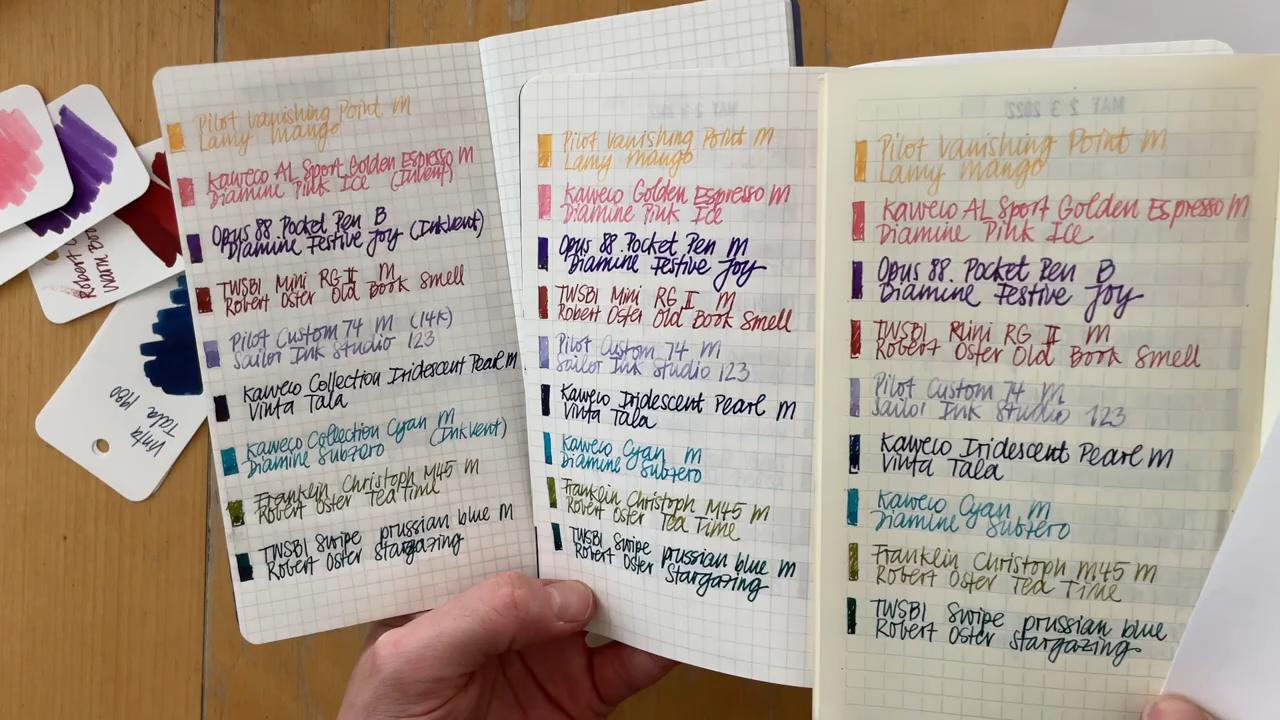 Pilot Vanishing Point M
Lamy Mango
Kaweco AL Sport Golden Espresso M
Diamine Pink Ice (Inkvent)
Opus 88 Pocket Pen B
Diamine Festive Joy (Inkvent)
TWSBI Mini RG II M
Robert Oster Old Book Smell
Pilot Custom 74 M (14K)
Sailor Ink Studio 123
Kaweco Collection Iridescent Pearl M
Vinta Tala
Kaweco Collection Cyan M
Diamine Subzero (Inkvent)
Franklin Christoph M45 M
Robert Oster Tea Time
TWSBI Swipe prussian blue M
Robert Oster Stargazing
MAY 23 2022
Pilot Vanishing Point M
Lamy Mango
Kaweco Golden Espresso M
Diamine Pink Ice
Opus 88 Pocket Pen M
Diamine Festive Joy
TWSBI Mini RG II M
Robert Oster Old Book Smell
Pilot Custom 74 M
Sailor Ink Studio 123
Kaweco Iridescent Pearl M
Vinta Tala
Kaweco Cyan M
Diamine Subzero
Franklin Christoph M45 M
Robert Oster Tea Time
TWSBI Swipe prussian blue M
Robert Oster Stargazing
MAY 23 2022
Pilot Vanishing Point M
Lamy Mango
Kaweco AL Sport Golden Espresso M
Diamine Pink Ice
Opus 88 Pocket Pen B
Diamine Festive Joy
TWSBI Mini RG II M
Robert Oster Old Book Smell
Pilot Custom 74 M
Sailor Ink Studio 123
Kaweco Iridescent Pearl M
Vinta Tala
Kaweco Cyan M
Diamine Subzero
Franklin Christoph M45 M
Robert Oster Tea Time
TWSBI Swipe prussian blue
Robert Oster Stargazing
Robert
Vinta
Tala 1960